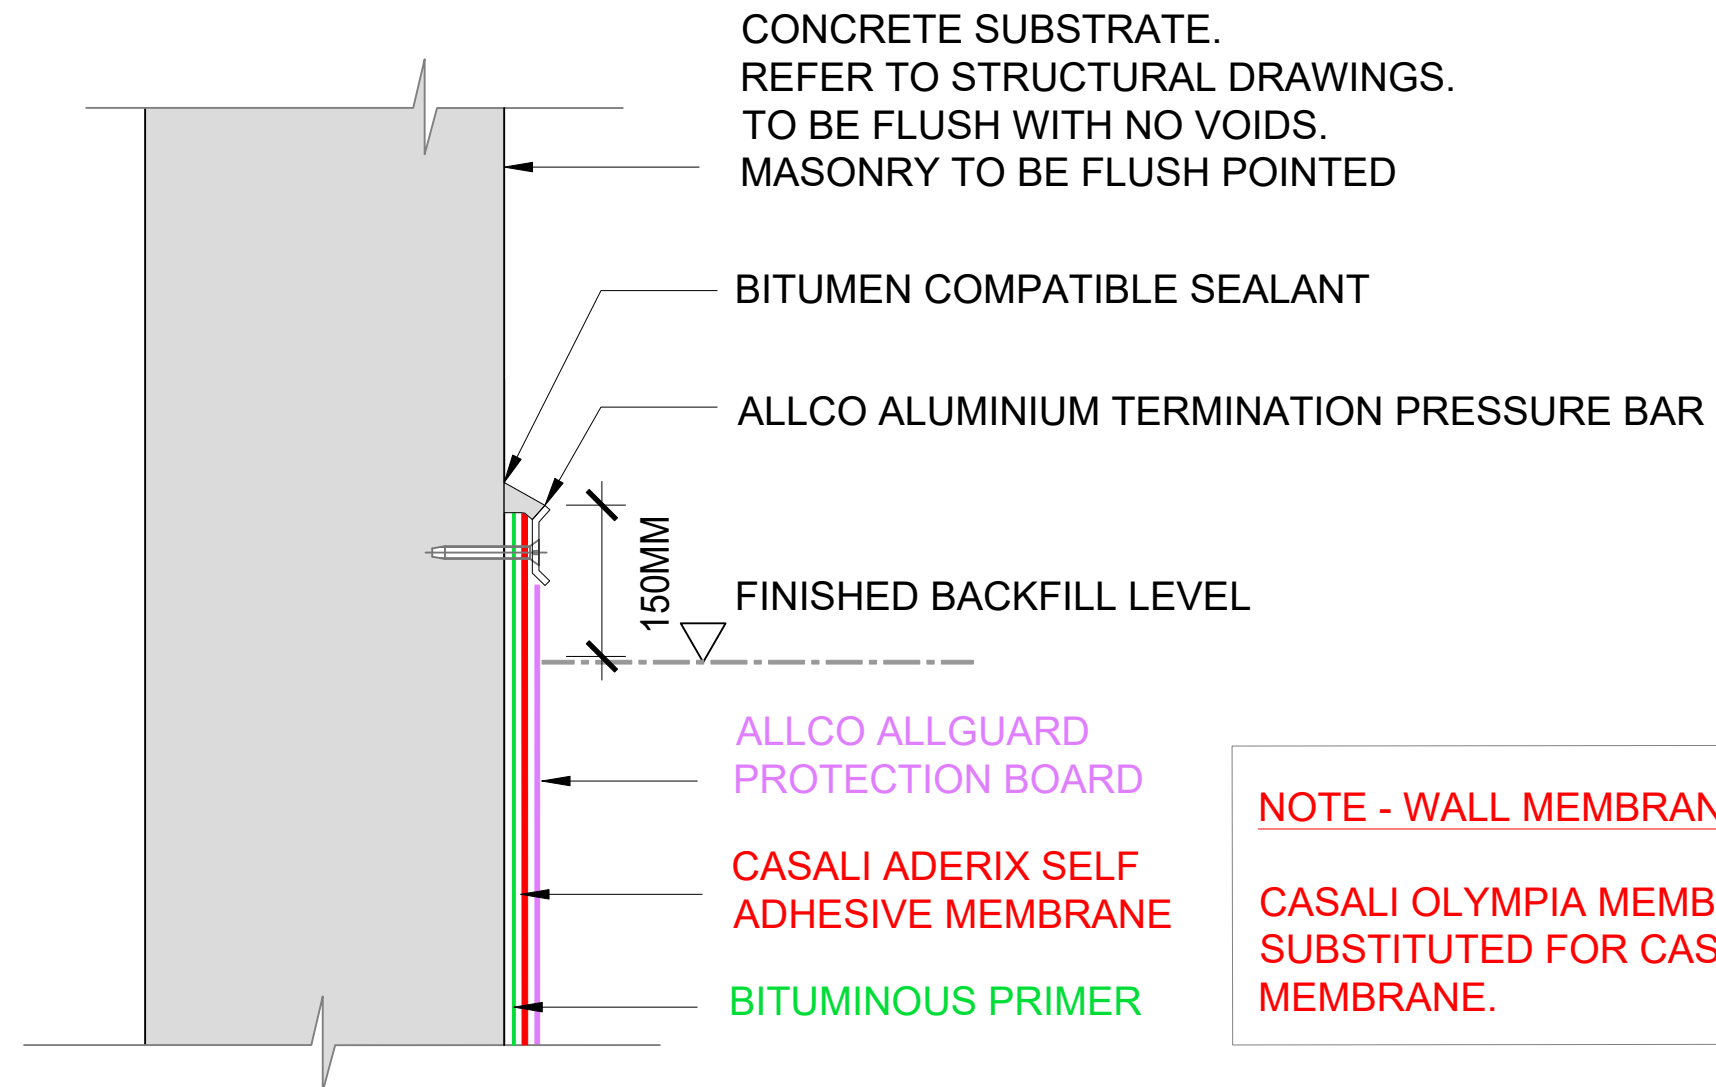 CONCRETE SUBSTRATE.
REFER TO STRUCTURAL DRAWINGS.
TO BE FLUSH WITH NO VOIDS.
MASONRY TO BE FLUSH POINTED
BITUMEN COMPATIBLE SEALANT
ALLCO ALUMINIUM TERMINATION PRESSURE BAR
150MM
FINISHED BACKFILL LEVEL
ALLCO ALLGUARD
PROTECTION BOARD
CASALI ADERIX SELF
ADHESIVE MEMBRANE
BITUMINOUS PRIMER
NOTE - WALL MEMBRAN
CASALI OLYMPIA MEMB
SUBSTITUTED FOR CAS
MEMBRANE.